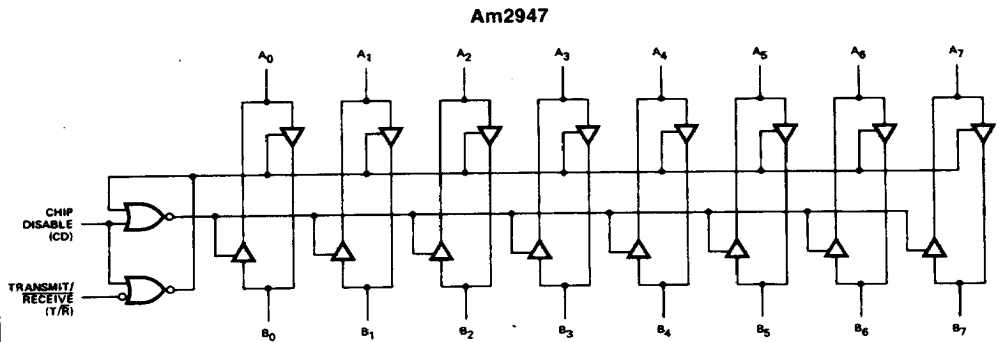 Am2947
A0 A1 A2 A3 A4 A5 A6 A7
CHIP
DISABLE
(CD)
TRANSMIT/
RECEIVE
(T/R̅)
B0 B1 B2 B3 B4 B5 B6 B7